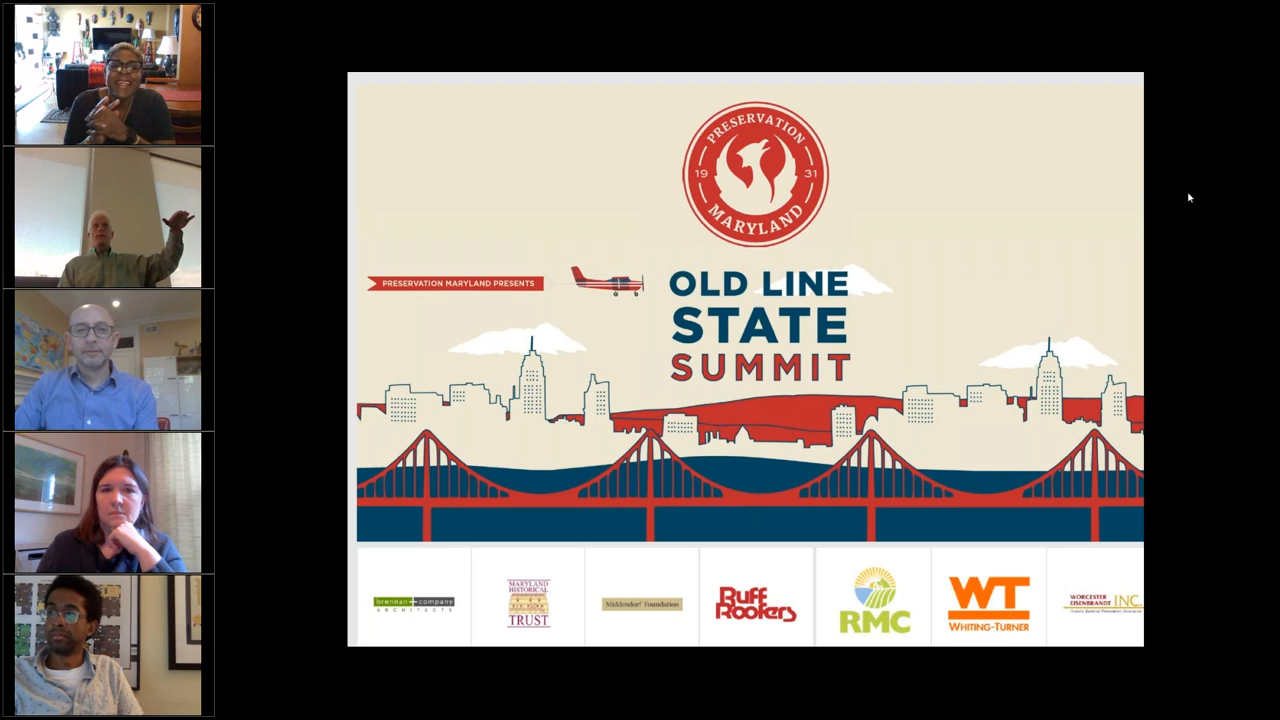 PRESERVATION
19 31
MARYLAND
PRESERVATION MARYLAND PRESENTS
OLD LINE
STATE
SUMMIT
brennan+company
ARCHITECTS
MARYLAND
HISTORICAL
TRUST
Middendorf Foundation
Ruff
Roofers
RMC
WT
WHITING-TURNER
WORCESTER
EISENBRANDT INC.